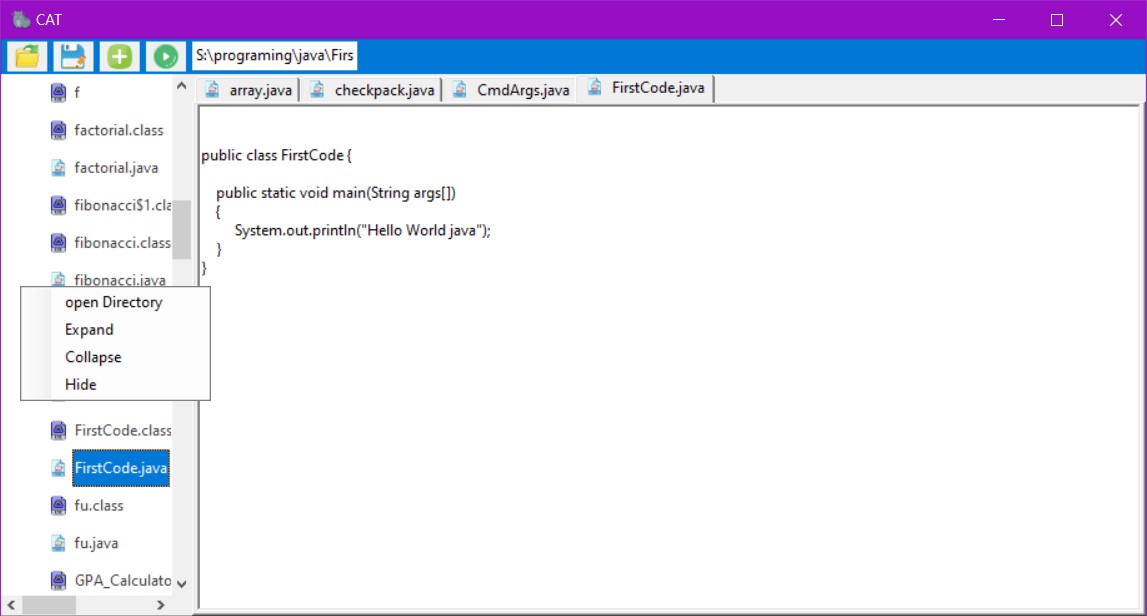 CAT
S:\programing\java\Firs
f
factorial.class
factorial.java
fibonacci$1.cla
fibonacci.class
fibonacci.java
open Directory
Expand
Collapse
Hide
FirstCode.class
FirstCode.java
fu.class
fu.java
GPA_Calculato
array.java
checkpack.java
CmdArgs.java
FirstCode.java
public class FirstCode {
public static void main(String args[])
{
System.out.println("Hello World java");
}
}